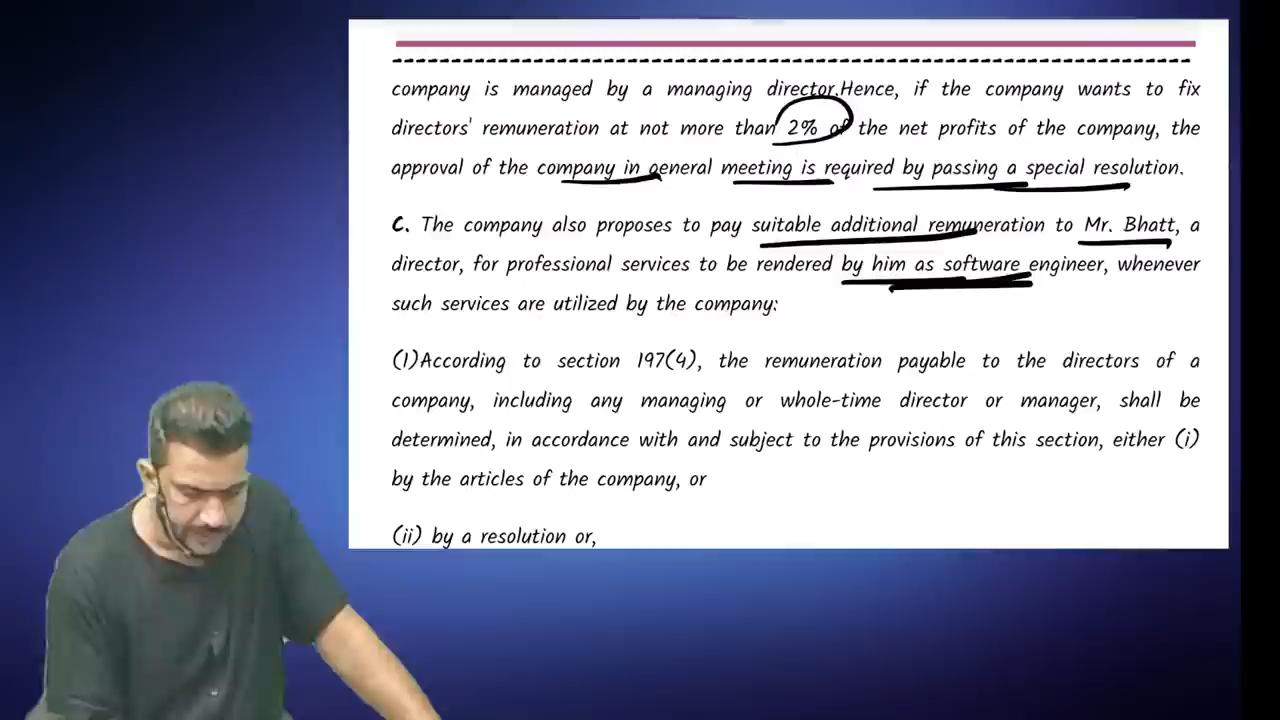 company is managed by a managing director.Hence, if the company wants to fix
directors' remuneration at not more than 2% of the net profits of the company, the
approval of the company in general meeting is required by passing a special resolution.
C. The company also proposes to pay suitable additional remuneration to Mr. Bhatt, a
director, for professional services to be rendered by him as software engineer, whenever
such services are utilized by the company:
(1)According to section 197(4), the remuneration payable to the directors of a
company, including any managing or whole-time director or manager, shall be
determined, in accordance with and subject to the provisions of this section, either (i)
by the articles of the company, or
(ii) by a resolution or,